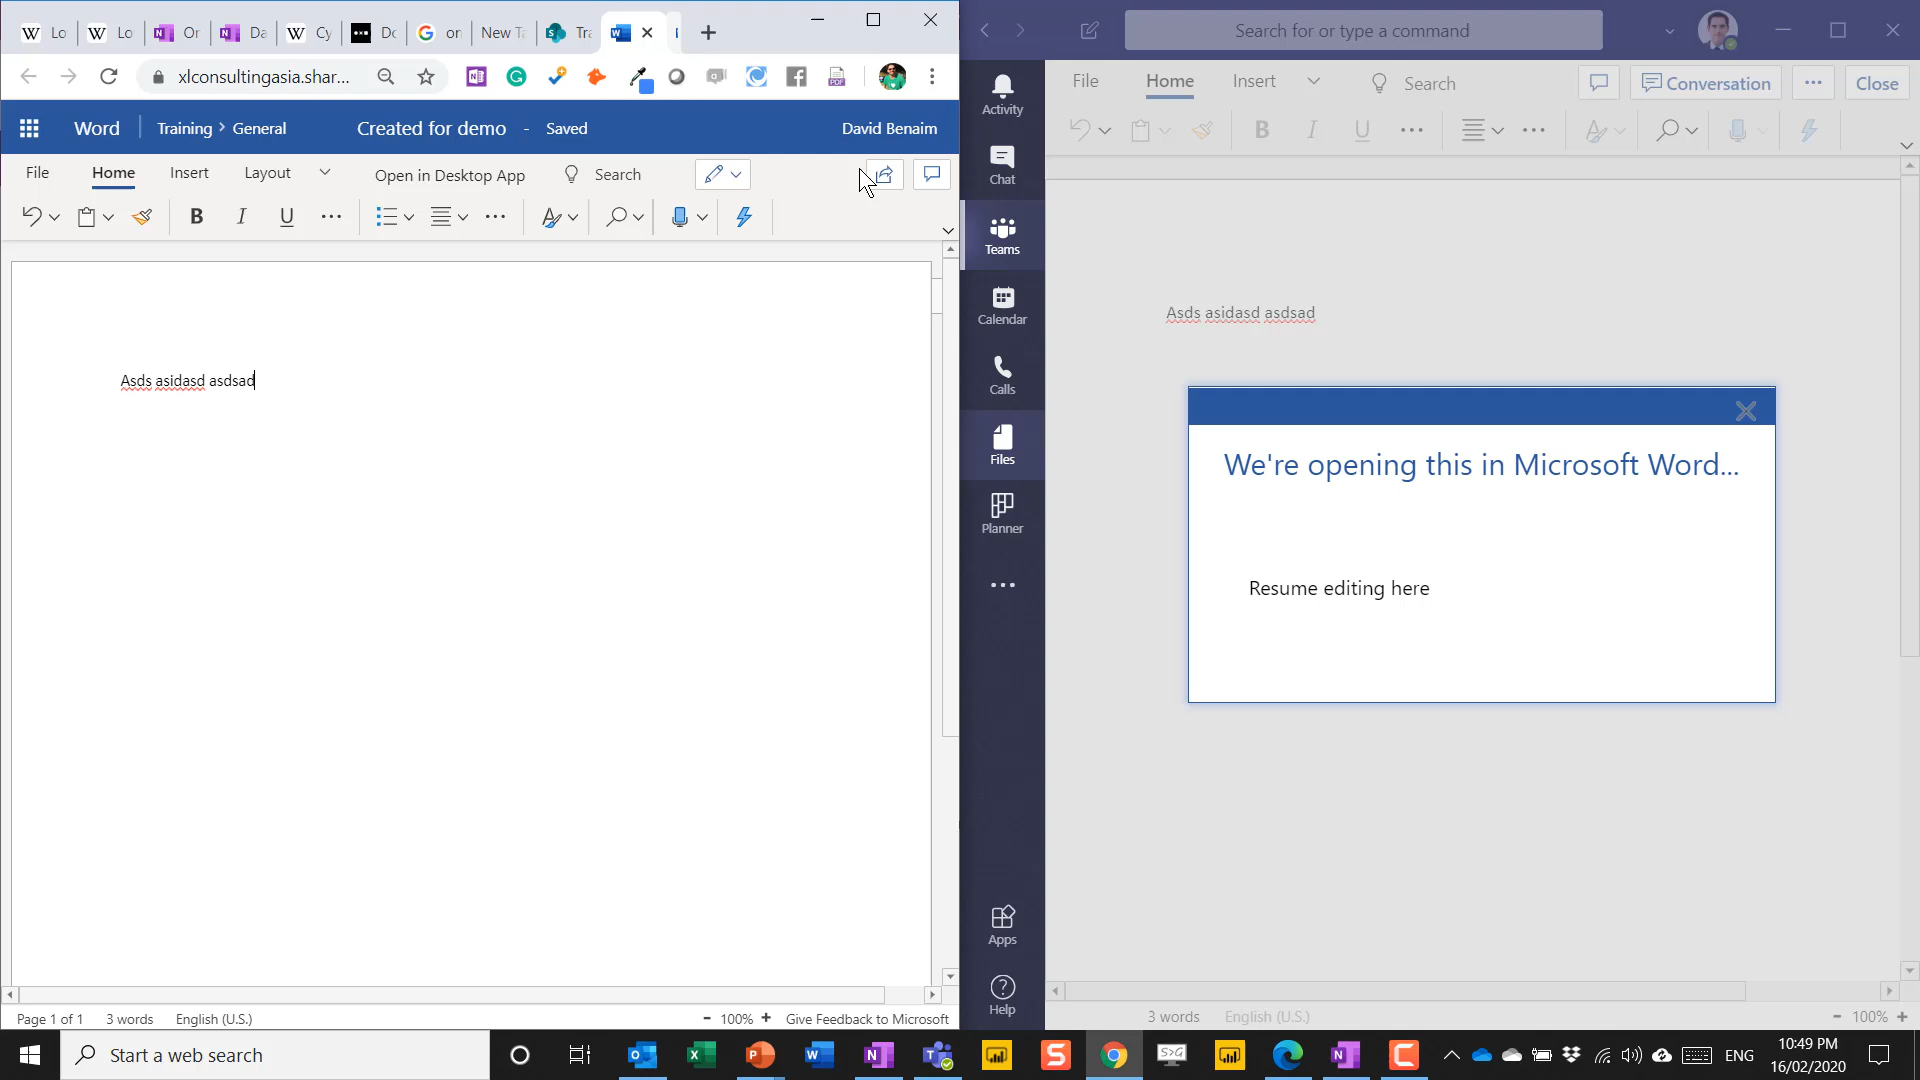 Lo
Lo
Or
Da
Cy
Dc
or
New Ta
Tra
xlconsultingasia.shar...
Word
Training > General
Created for demo - Saved
David Benaim
File
Home
Insert
Layout
Open in Desktop App
Search
Asds asidasd asdsad
Page 1 of 1
3 words
English (U.S.)
100%
Give Feedback to Microsoft
Search for or type a command
Activity
Chat
Teams
Calendar
Calls
Files
Planner
Apps
Help
File
Home
Insert
Search
Conversation
Close
Asds asidasd asdsad
We're opening this in Microsoft Word...
Resume editing here
3 words
English (U.S.)
100%
Start a web search
ENG
10:49 PM
16/02/2020